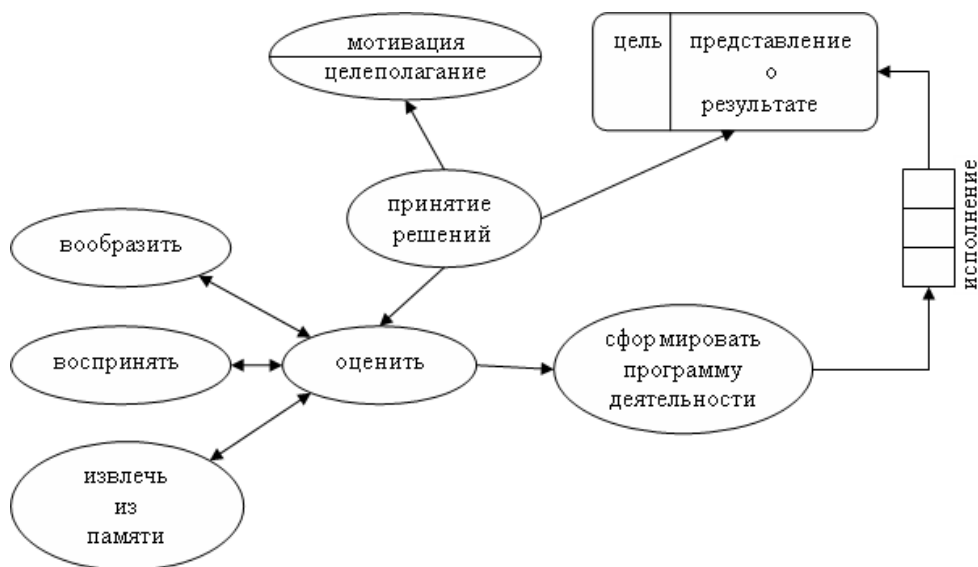 мотивация
целеполагание
цель
представление
о
результате
принятие
решений
исполнение
вообразить
воспринять
оценить
сформировать
программу
деятельности
извлечь
из
памяти